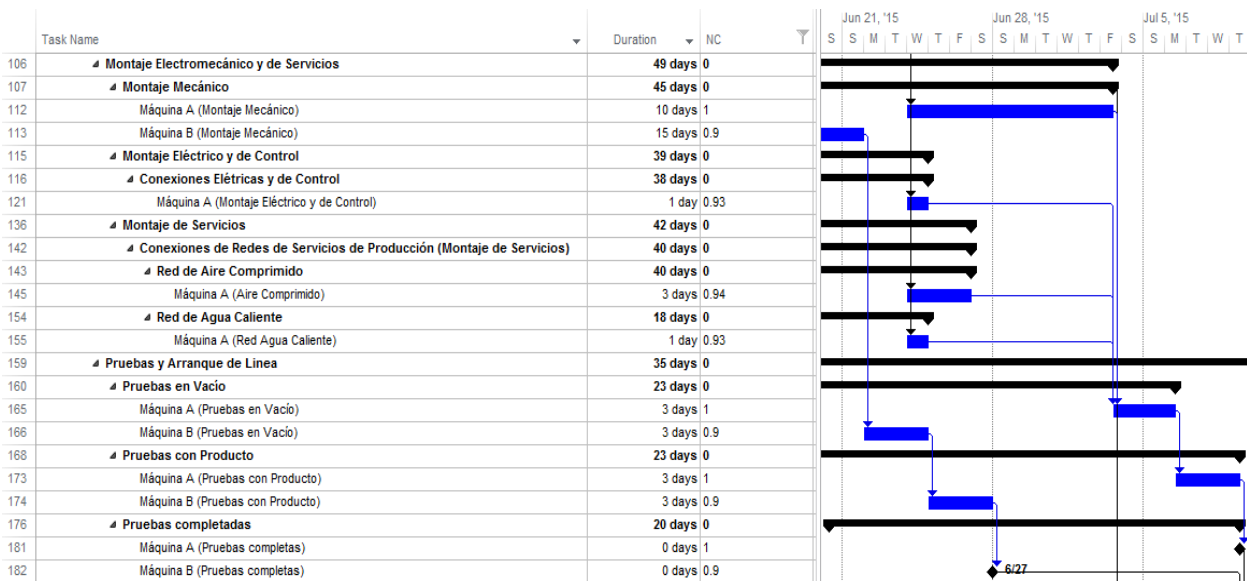 Jun 21, '15 Jun 28, '15 Jul 5, '15
Task Name Duration NC S S M T W T F S S M T W T F S S M T W T
106 Montaje Electromecánico y de Servicios 49 days 0
107 Montaje Mecánico 45 days 0
112 Máquina A (Montaje Mecánico) 10 days 1
113 Máquina B (Montaje Mecánico) 15 days 0.9
115 Montaje Eléctrico y de Control 39 days 0
116 Conexiones Elétricas y de Control 38 days 0
121 Máquina A (Montaje Eléctrico y de Control) 1 day 0.93
136 Montaje de Servicios 42 days 0
142 Conexiones de Redes de Servicios de Producción (Montaje de Servicios) 40 days 0
143 Red de Aire Comprimido 40 days 0
145 Máquina A (Aire Comprimido) 3 days 0.94
154 Red de Agua Caliente 18 days 0
155 Máquina A (Red Agua Caliente) 1 day 0.93
159 Pruebas y Arranque de Linea 35 days 0
160 Pruebas en Vacío 23 days 0
165 Máquina A (Pruebas en Vacío) 3 days 1
166 Máquina B (Pruebas en Vacío) 3 days 0.9
168 Pruebas con Producto 23 days 0
173 Máquina A (Pruebas con Producto) 3 days 1
174 Máquina B (Pruebas con Producto) 3 days 0.9
176 Pruebas completadas 20 days 0
181 Máquina A (Pruebas completas) 0 days 1
182 Máquina B (Pruebas completas) 0 days 0.9 6/27